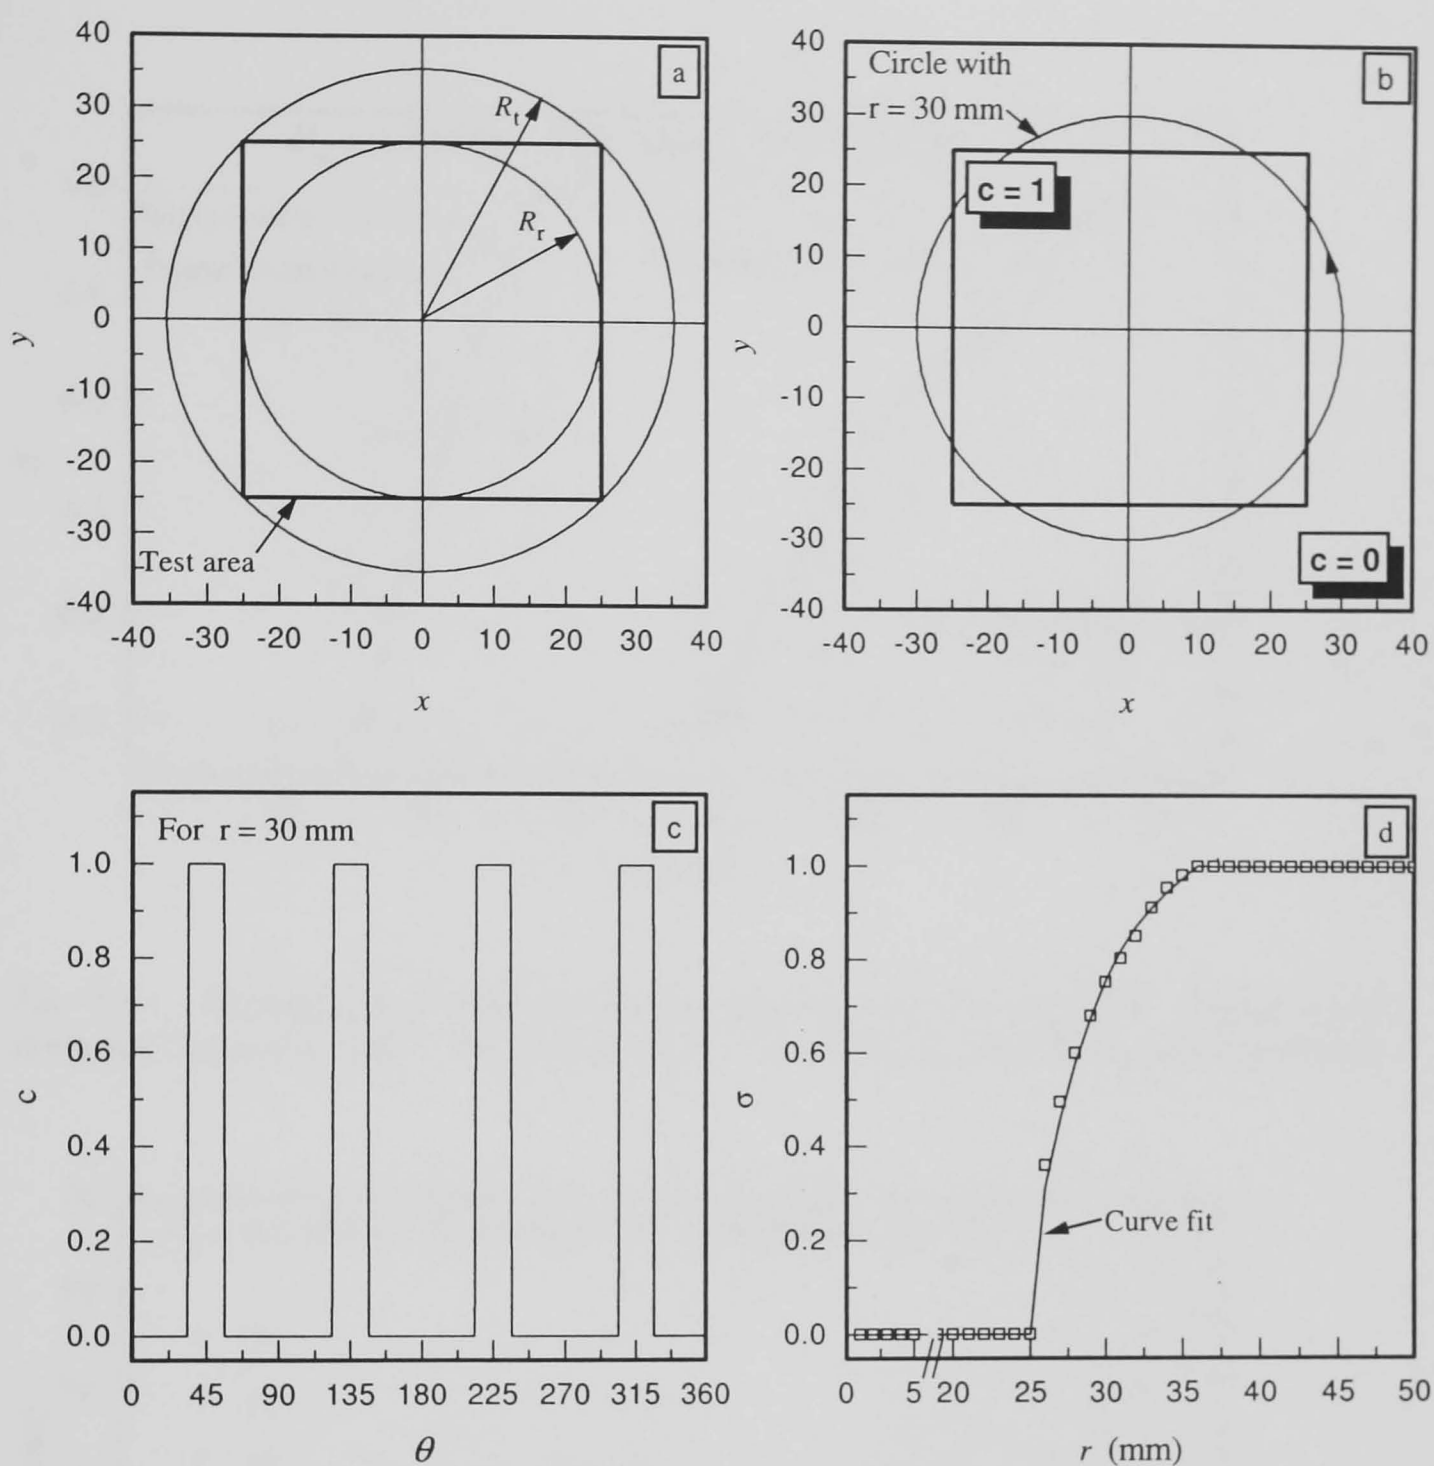 40
30
20
10
0
-10
-20
-30
-40
-40 -30 -20 -10 0 10 20 30 40
y
x
a
R_t
R_r
Test area
40
30
20
10
0
-10
-20
-30
-40
-40 -30 -20 -10 0 10 20 30 40
y
x
b
Circle with
r = 30 mm
c = 1
c = 0
1.0
0.8
0.6
0.4
0.2
0.0
0 45 90 135 180 225 270 315 360
c
θ
c
For r = 30 mm
1.0
0.8
0.6
0.4
0.2
0.0
0 5 20 25 30 35 40 45 50
σ
r (mm)
d
Curve fit